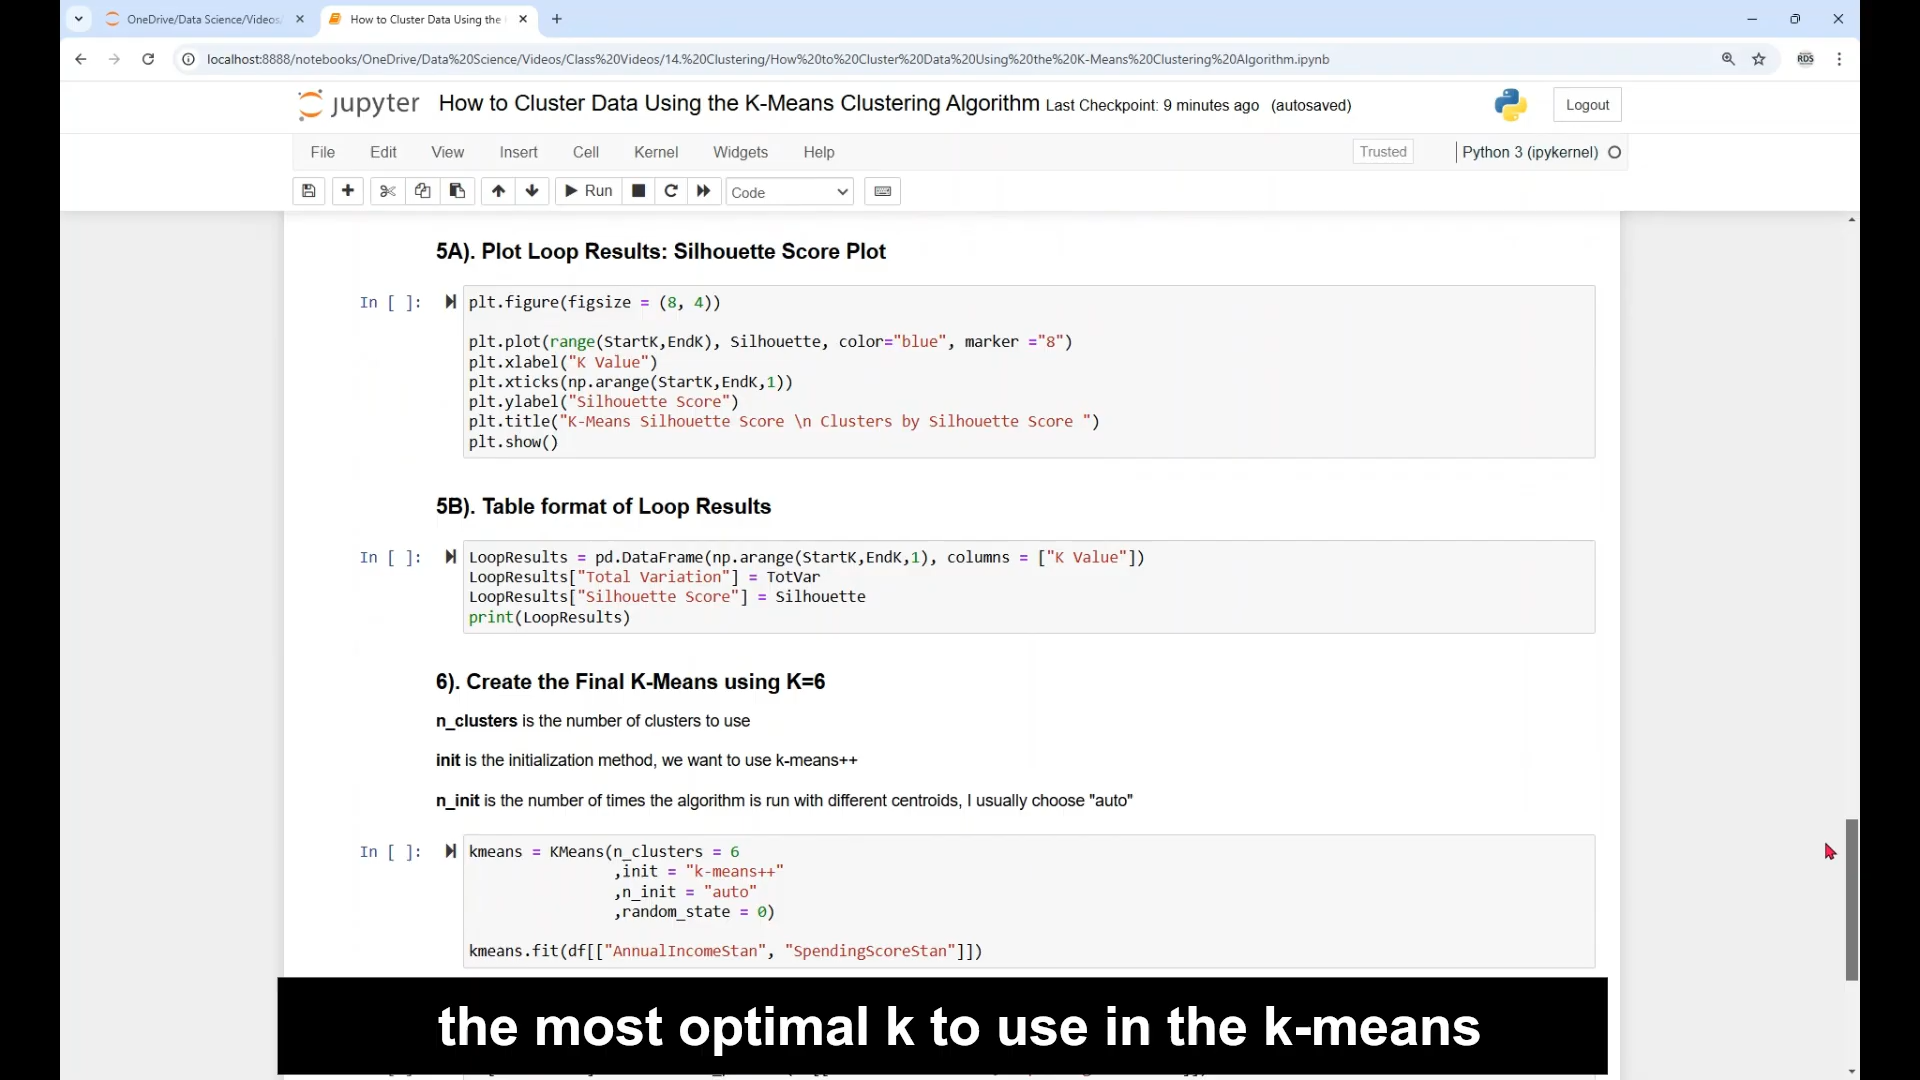 OneDrive/Data Science/Videos/
How to Cluster Data Using the
localhost:8888/notebooks/OneDrive/Data%20Science/Videos/Class%20Videos/14.%20Clustering/How%20to%20Cluster%20Data%20Using%20the%20K-Means%20Clustering%20Algorithm.ipynb
RDS
jupyter How to Cluster Data Using the K-Means Clustering Algorithm Last Checkpoint: 9 minutes ago (autosaved)
Logout
File Edit View Insert Cell Kernel Widgets Help
Trusted
Python 3 (ipykernel)
Run
Code
5A). Plot Loop Results: Silhouette Score Plot
In [ ]: plt.figure(figsize = (8, 4))
plt.plot(range(StartK,EndK), Silhouette, color="blue", marker ="8")
plt.xlabel("K Value")
plt.xticks(np.arange(StartK,EndK,1))
plt.ylabel("Silhouette Score")
plt.title("K-Means Silhouette Score \n Clusters by Silhouette Score ")
plt.show()
5B). Table format of Loop Results
In [ ]: LoopResults = pd.DataFrame(np.arange(StartK,EndK,1), columns = ["K Value"])
LoopResults["Total Variation"] = TotVar
LoopResults["Silhouette Score"] = Silhouette
print(LoopResults)
6). Create the Final K-Means using K=6
n_clusters is the number of clusters to use
init is the initialization method, we want to use k-means++
n_init is the number of times the algorithm is run with different centroids, I usually choose "auto"
In [ ]: kmeans = KMeans(n_clusters = 6
,init = "k-means++"
,n_init = "auto"
,random_state = 0)
kmeans.fit(df[["AnnualIncomeStan", "SpendingScoreStan"]])
the most optimal k to use in the k-means